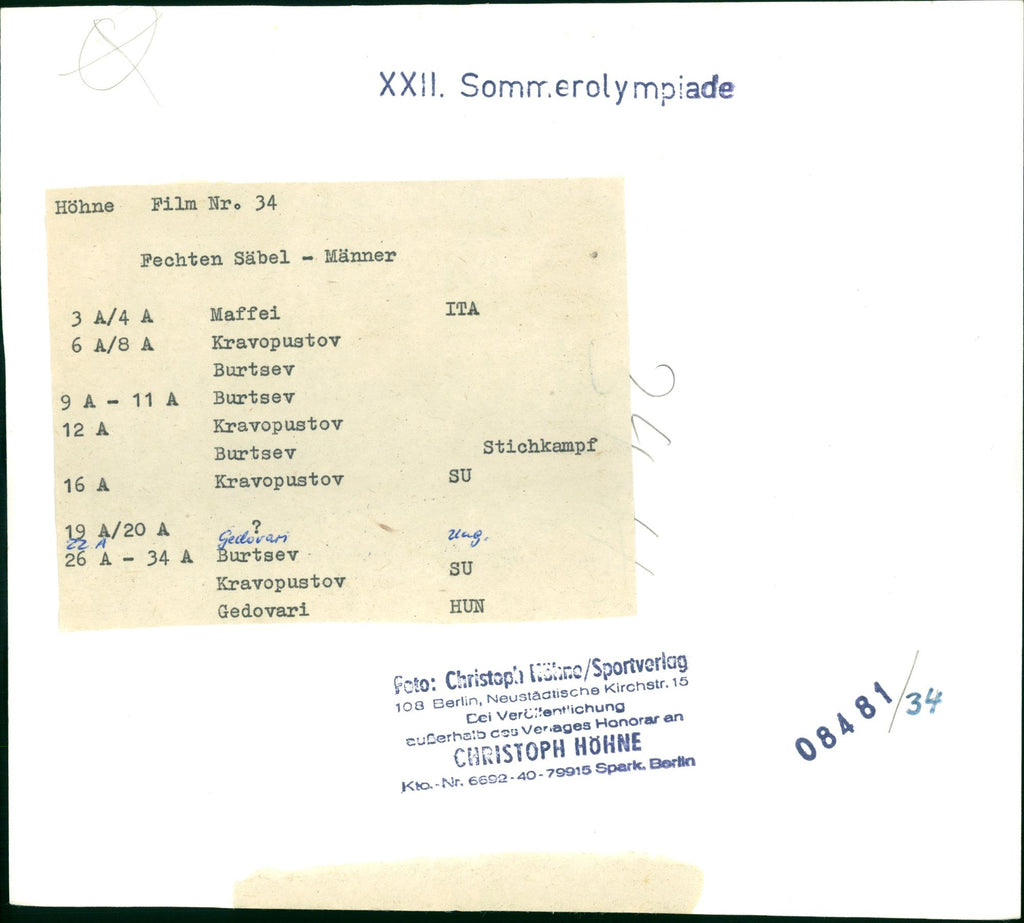 XXII. Sommerolympiade
Höhne Film Nr. 34
Fechten Säbel - Männer
3 A/4 A Maffei ITA
6 A/8 A Kravopustov
Burtsev
9 A - 11 A Burtsev
12 A Kravopustov
Burtsev Stichkampf
16 A Kravopustov SU
19 A/20 A ?
22 A Gedovari Ung.
26 A - 34 A Burtsev
Kravopustov SU
Gedovari HUN
Foto: Christoph Höhne/Sportverlag
108 Berlin, Neustädtische Kirchstr. 15
Bei Veröffentlichung
außerhalb des Verlages Honorar an
CHRISTOPH HÖHNE
Kto.-Nr. 6692-40-79915 Spark. Berlin
08481/34